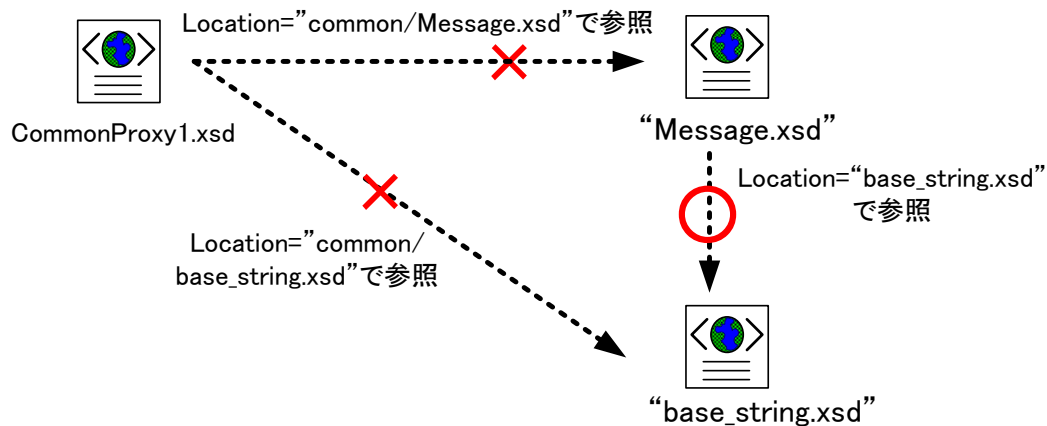 Location="common/Message.xsd"で参照
CommonProxy1.xsd
“Message.xsd”
Location=“base_string.xsd”
で参照
Location="common/
base_string.xsd”で参照
“base_string.xsd”